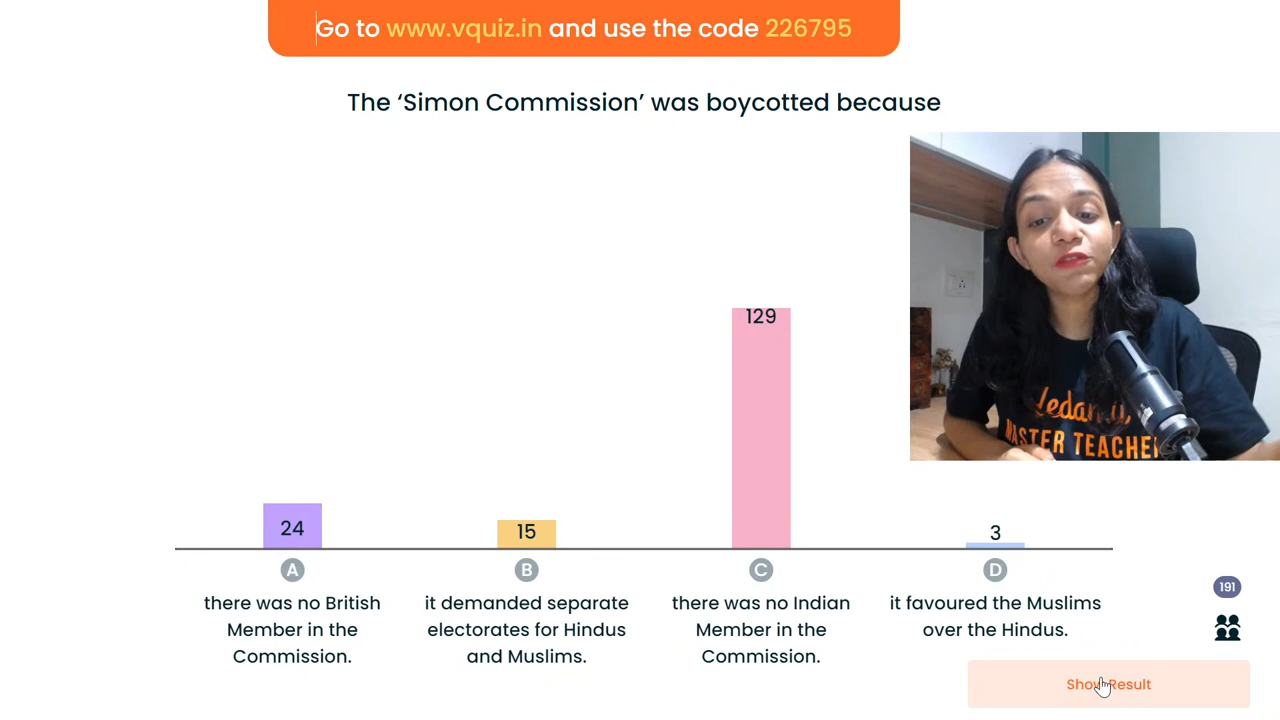 Go to www.vquiz.in and use the code 226795
The ‘Simon Commission’ was boycotted because
129
24
15
3
A
B
C
D
there was no British
Member in the
Commission.
it demanded separate
electorates for Hindus
and Muslims.
there was no Indian
Member in the
Commission.
it favoured the Muslims
over the Hindus.
191
Show Result
MASTER TEACHER